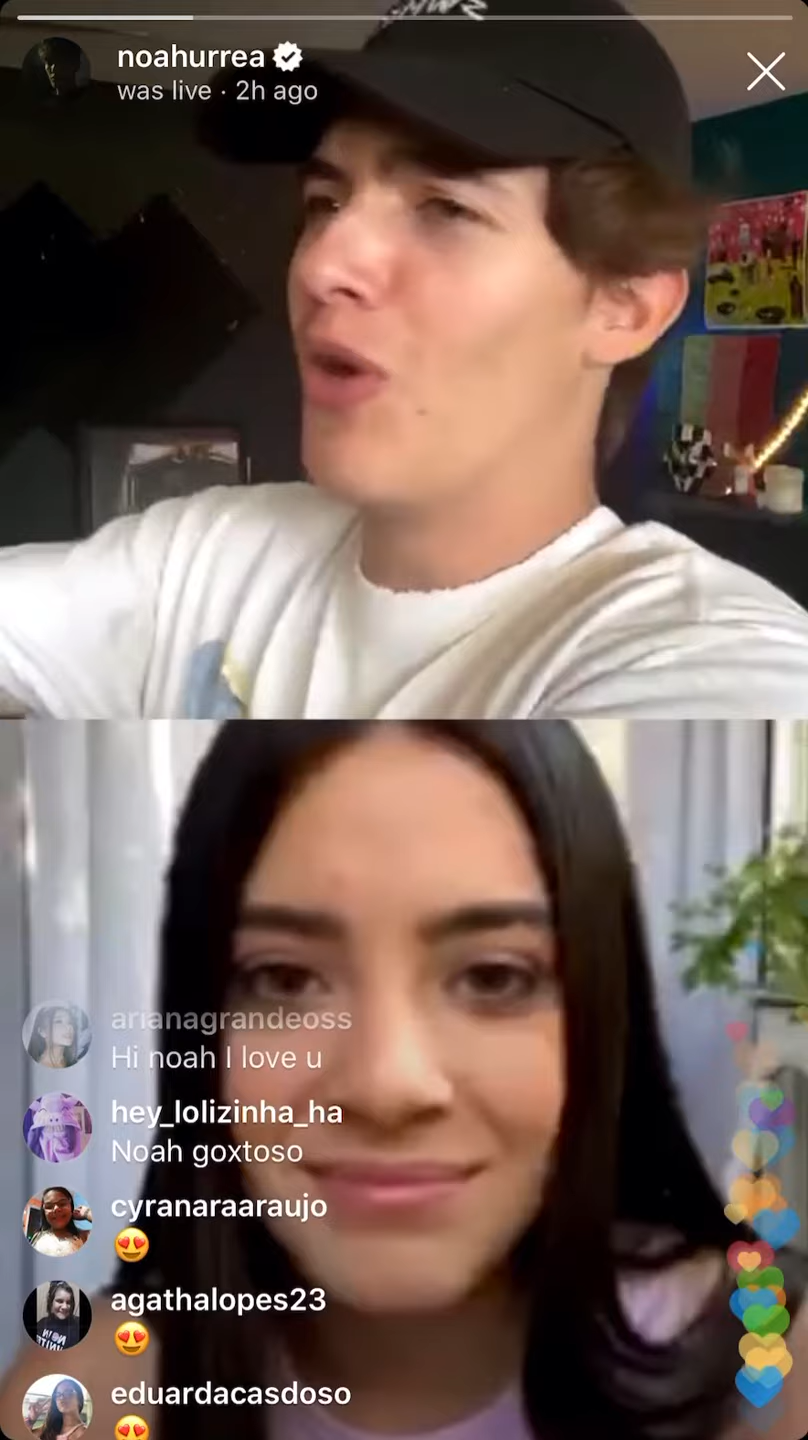 noahurrea
was live · 2h ago
arianagrandeoss
Hi noah I love u
hey_lolizinha_ha
Noah goxtoso
cyranaraaraujo
😍
agathalopes23
😍
eduardacasdoso
😍